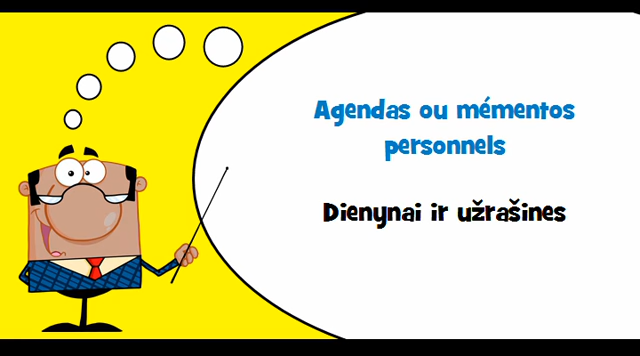 Agendas ou mémentos
personnels
Dienynai ir užrašines